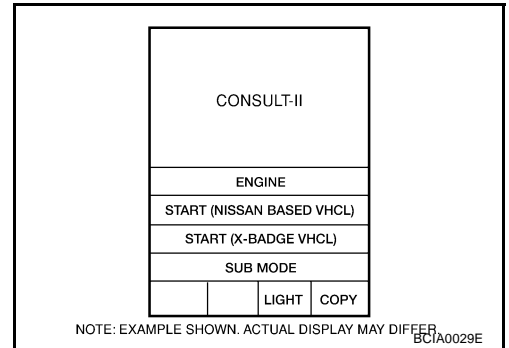 CONSULT-II
ENGINE
START (NISSAN BASED VHCL)
START (X-BADGE VHCL)
SUB MODE
LIGHT COPY
NOTE: EXAMPLE SHOWN. ACTUAL DISPLAY MAY DIFFER.
BCIA0029E